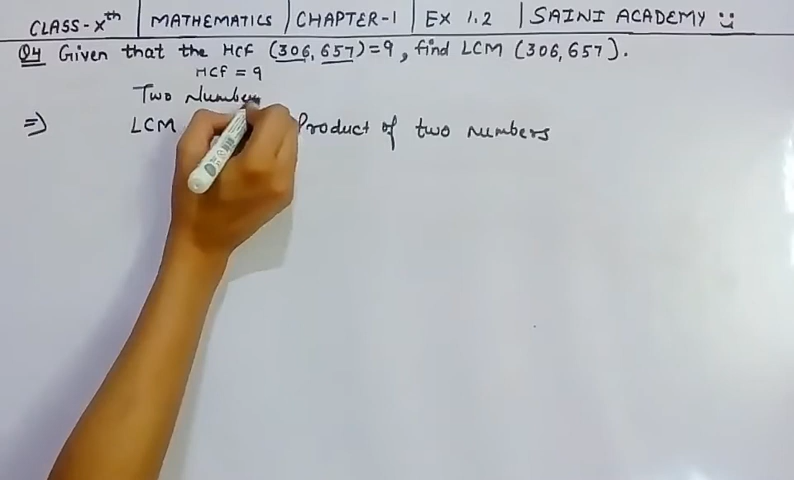 CLASS-Xth | MATHEMATICS | CHAPTER-1 | EX 1.2 | SAINI ACADEMY
Q4 Given that the HCF (306, 657)=9, find LCM (306, 657).
HCF = 9
Two Number
⇒ LCM Product of two numbers